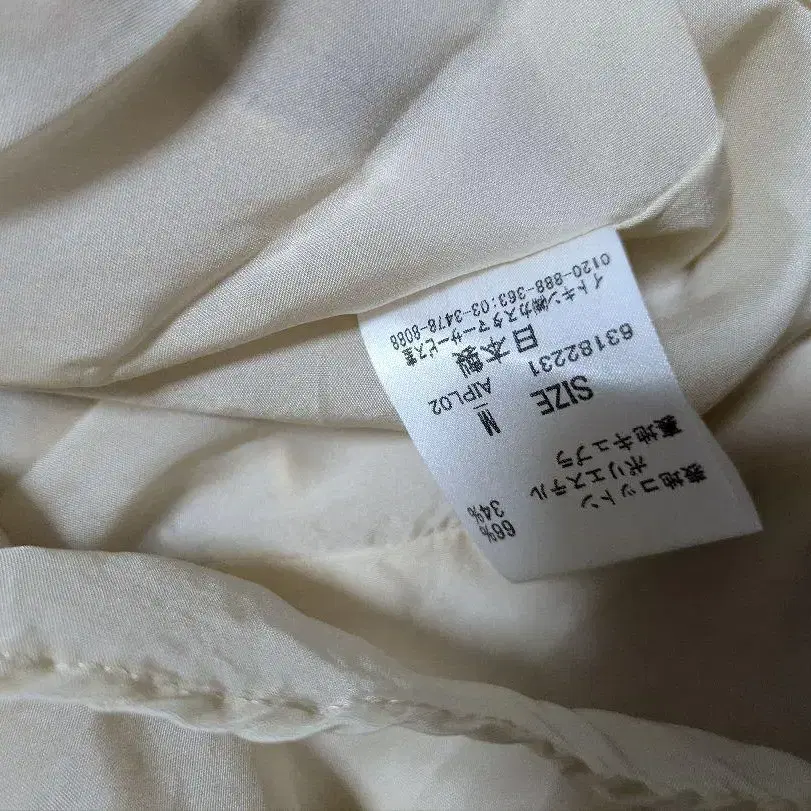 表地コットン 66%
ポリエステル 34%
裏地キュプラ
SIZE M
AIPL02
63182231
日本製
イトキン㈱カスタマーサービス室
0120-888-363:03-3478-8088